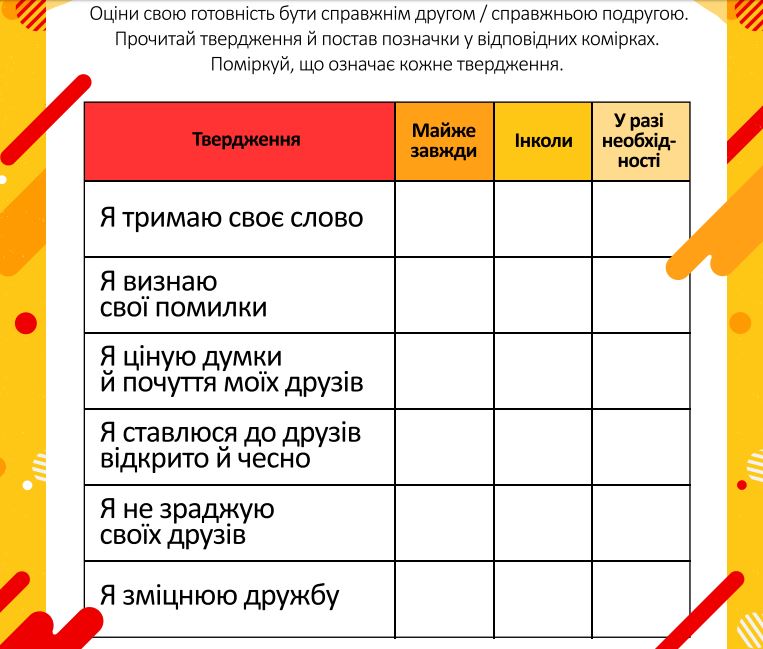 Оціни свою готовність бути справжнім другом / справжньою подругою.
Прочитай твердження й постав позначки у відповідних комірках.
Поміркуй, що означає кожне твердження.
Твердження
Майже
завжди
Інколи
У разі
необхід-
ності
Я тримаю своє слово
Я визнаю
свої помилки
Я ціную думки
й почуття моїх друзів
Я ставлюся до друзів
відкрито й чесно
Я не зраджую
своїх друзів
Я зміцнюю дружбу